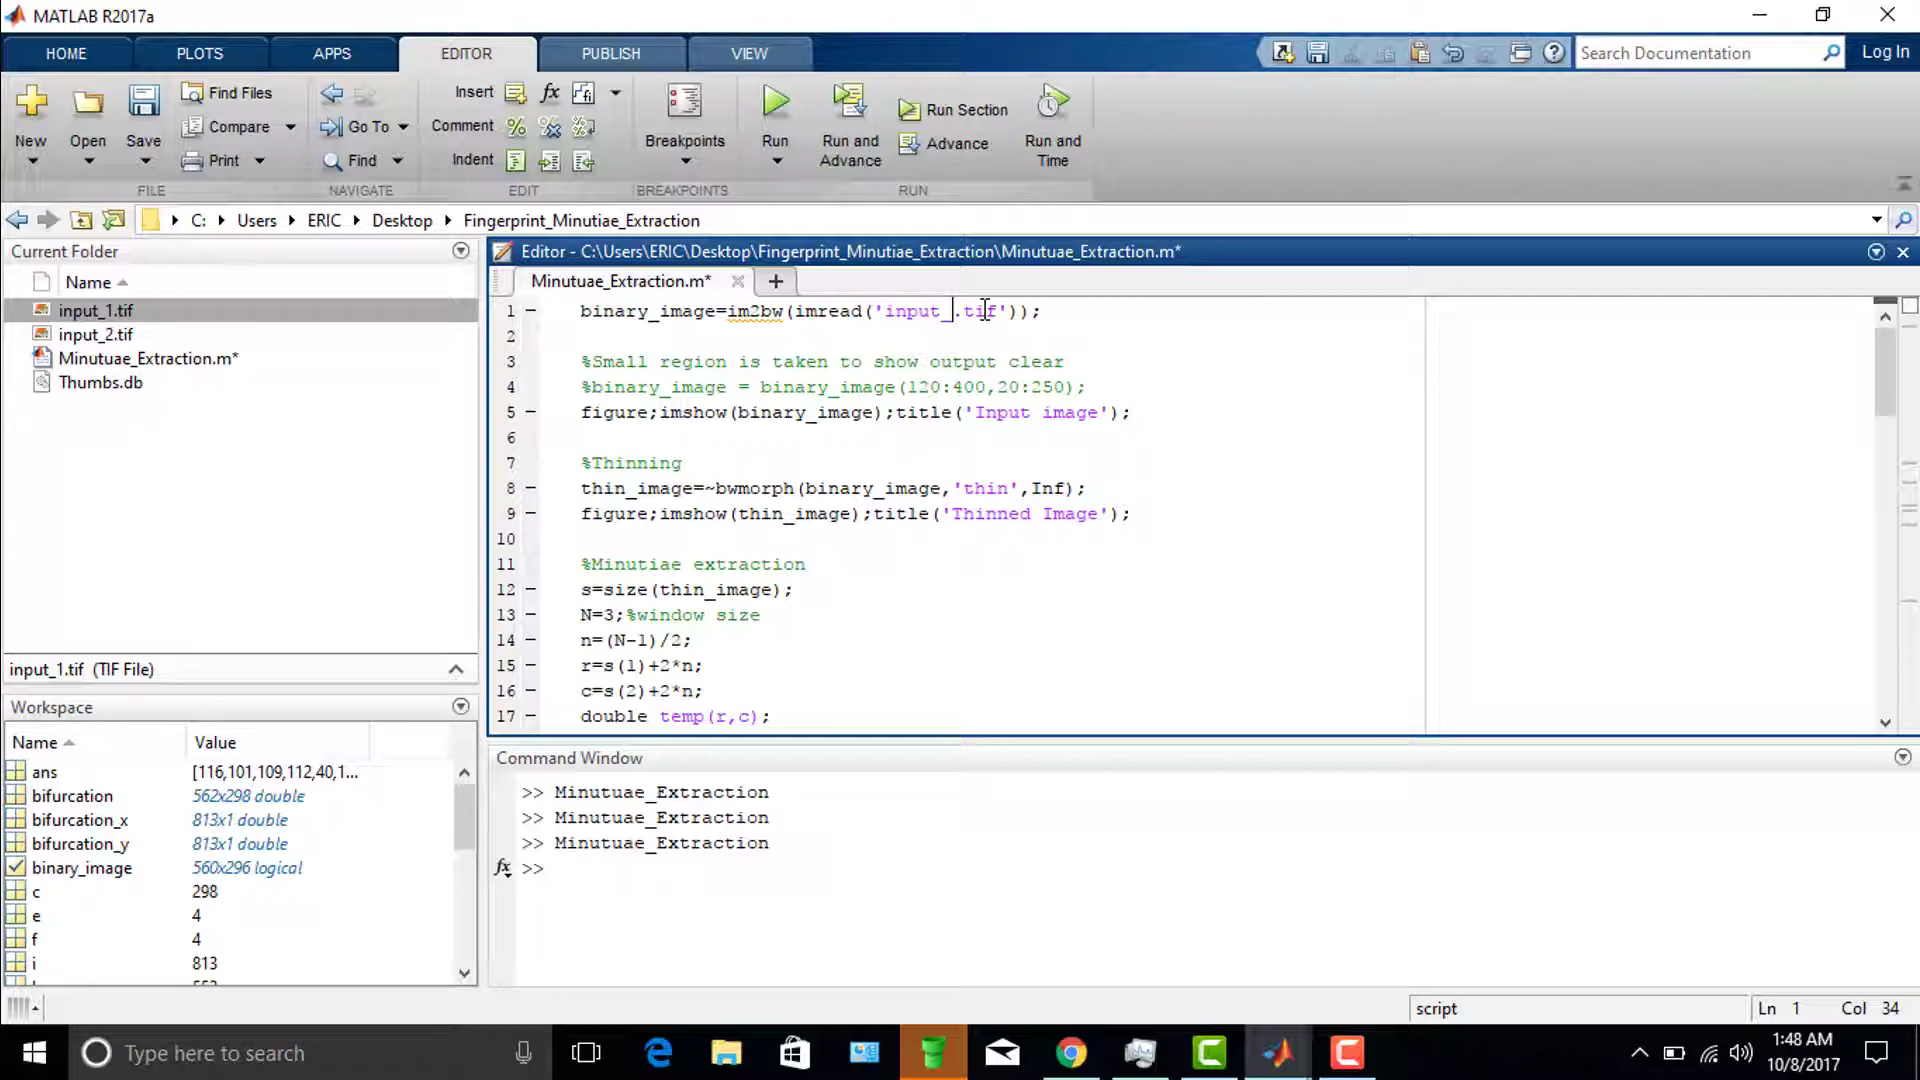 MATLAB R2017a
HOME PLOTS APPS EDITOR PUBLISH VIEW Search Documentation Log In
New Open Save Find Files Compare Print
Go To Find
Insert fx Comment Indent
Breakpoints Run Run and Advance Run Section Advance Run and Time
FILE NAVIGATE EDIT BREAKPOINTS RUN
C: Users ERIC Desktop Fingerprint_Minutiae_Extraction
Current Folder
Name
input_1.tif
input_2.tif
Minutuae_Extraction.m*
Thumbs.db
input_1.tif (TIF File)
Workspace
Name Value
ans [116,101,109,112,40,1...
bifurcation 562x298 double
bifurcation_x 813x1 double
bifurcation_y 813x1 double
binary_image 560x296 logical
c 298
e 4
f 4
i 813
Editor - C:\Users\ERIC\Desktop\Fingerprint_Minutiae_Extraction\Minutuae_Extraction.m*
Minutuae_Extraction.m*
1 binary_image=im2bw(imread('input_.tif'));
2
3 %Small region is taken to show output clear
4 %binary_image = binary_image(120:400,20:250);
5 figure;imshow(binary_image);title('Input image');
6
7 %Thinning
8 thin_image=~bwmorph(binary_image,'thin',Inf);
9 figure;imshow(thin_image);title('Thinned Image');
10
11 %Minutiae extraction
12 s=size(thin_image);
13 N=3;%window size
14 n=(N-1)/2;
15 r=s(1)+2*n;
16 c=s(2)+2*n;
17 double temp(r,c);
Command Window
>> Minutuae_Extraction
>> Minutuae_Extraction
>> Minutuae_Extraction
fx >>
script Ln 1 Col 34
Type here to search
1:48 AM
10/8/2017